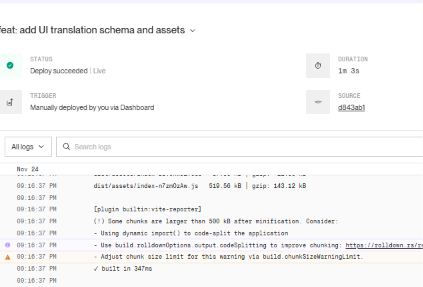 feat: add UI translation schema and assets
STATUS
Deploy succeeded | Live
DURATION
1m 3s
TRIGGER
Manually deployed by you via Dashboard
SOURCE
d843ab1
All logs
Search logs
Nov 24
09:16:37 PM
09:16:37 PM dist/assets/index-n7zmOzAw.js 519.56 kB | gzip: 143.12 kB
09:16:37 PM
09:16:37 PM [plugin builtin:vite-reporter]
09:16:37 PM (!) Some chunks are larger than 500 kB after minification. Consider:
09:16:37 PM - Using dynamic import() to code-split the application
09:16:37 PM - Use build.rolldownOptions.output.codeSplitting to improve chunking: https://rolldown.rs/re
09:16:37 PM - Adjust chunk size limit for this warning via build.chunkSizeWarningLimit.
09:16:37 PM ✓ built in 347ms
09:16:37 PM